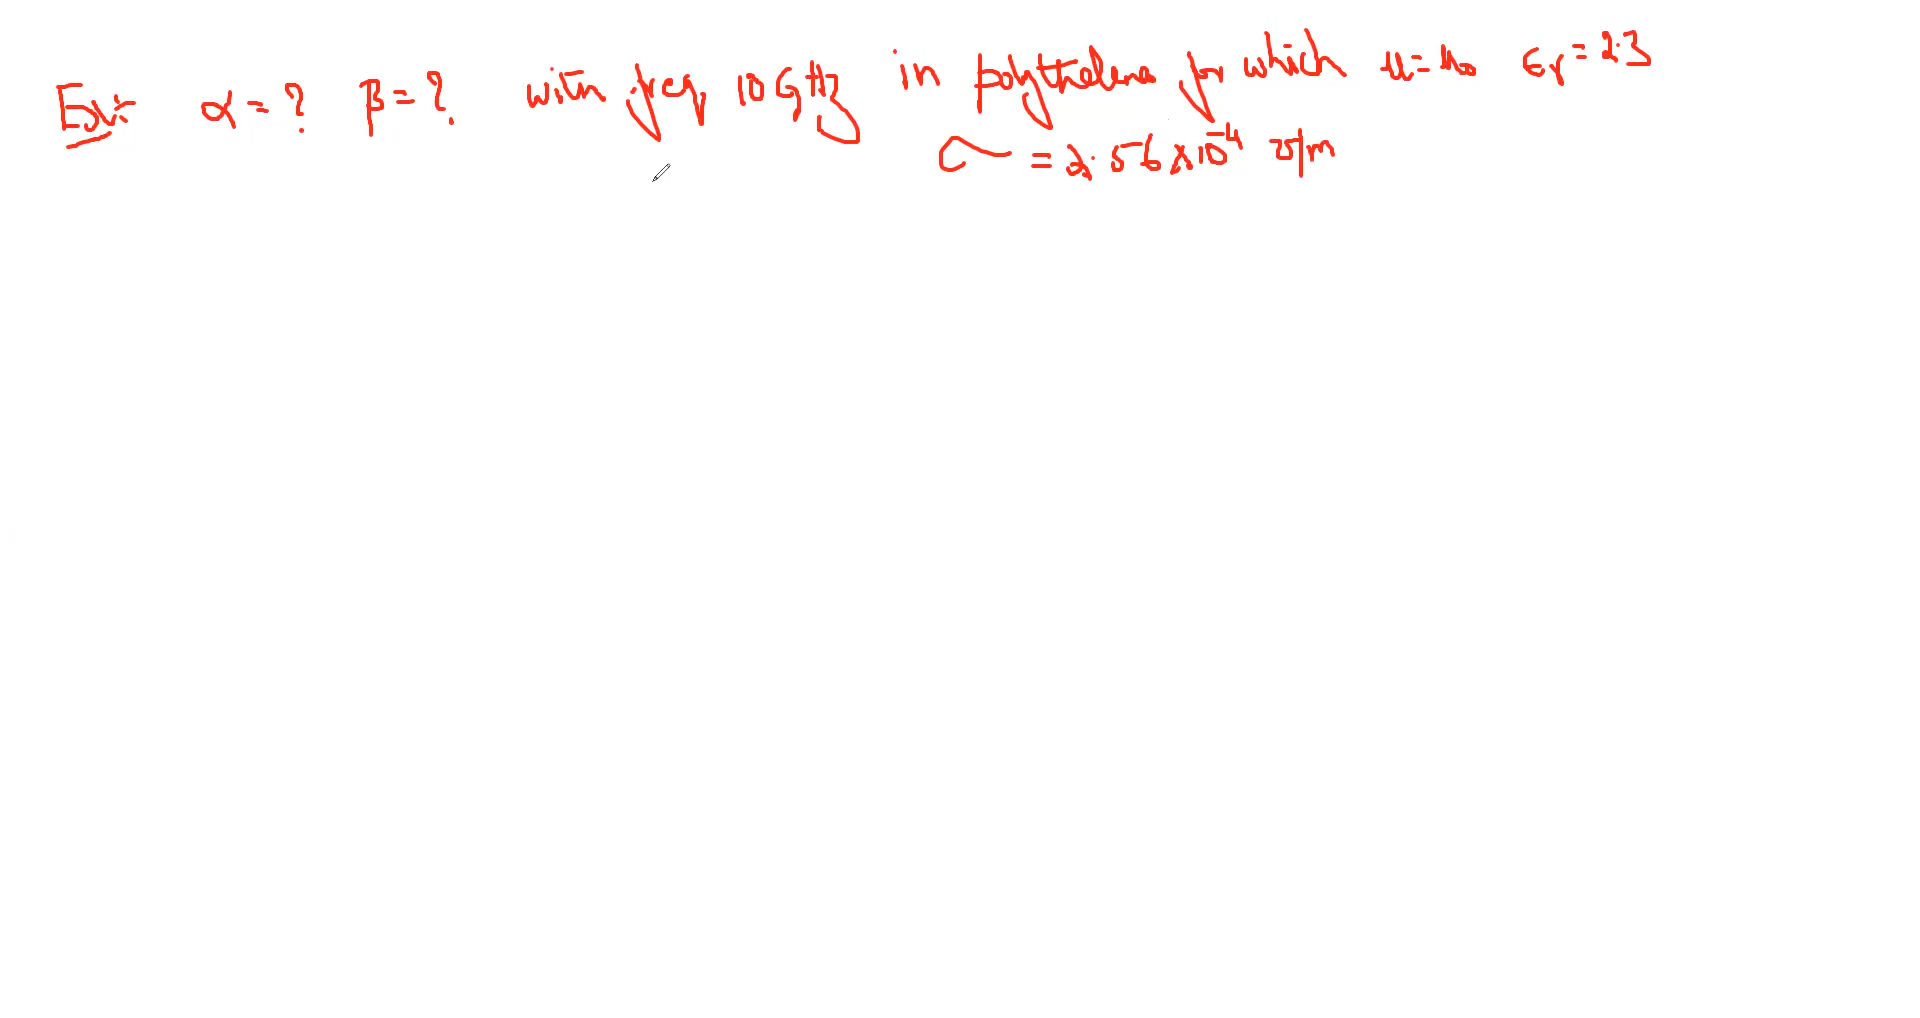 Ex:- α = ? β = ? with freq 10 GHz in polythelene for which μ = μ₀ εr = 2.3
σ = 2.56 × 10⁻⁴ ℧/m